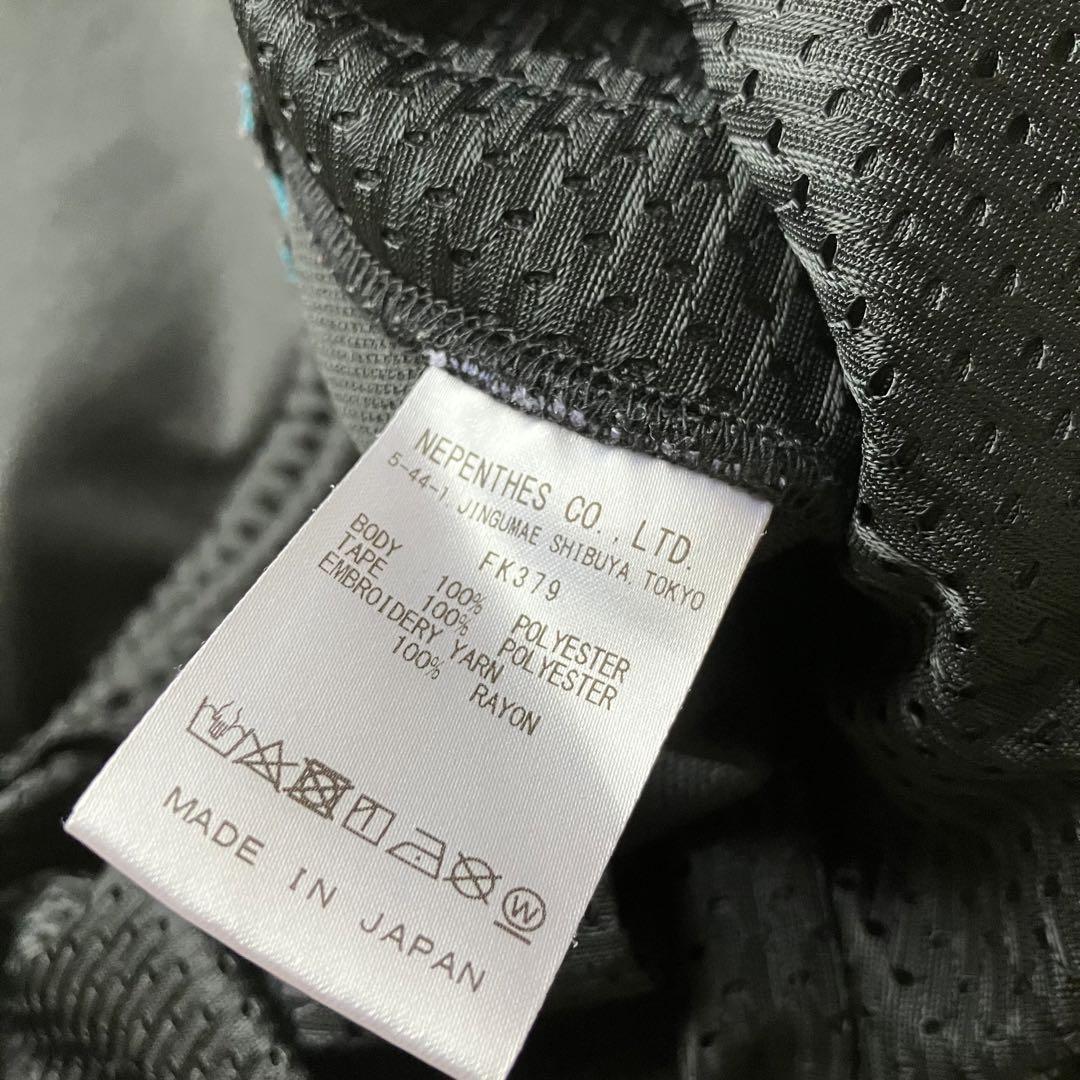 NEPENTHES CO., LTD.
5-44-1, JINGUMAE SHIBUYA, TOKYO
FK379
BODY 100% POLYESTER
TAPE 100% POLYESTER
EMBROIDERY YARN
100% RAYON
W
MADE IN JAPAN